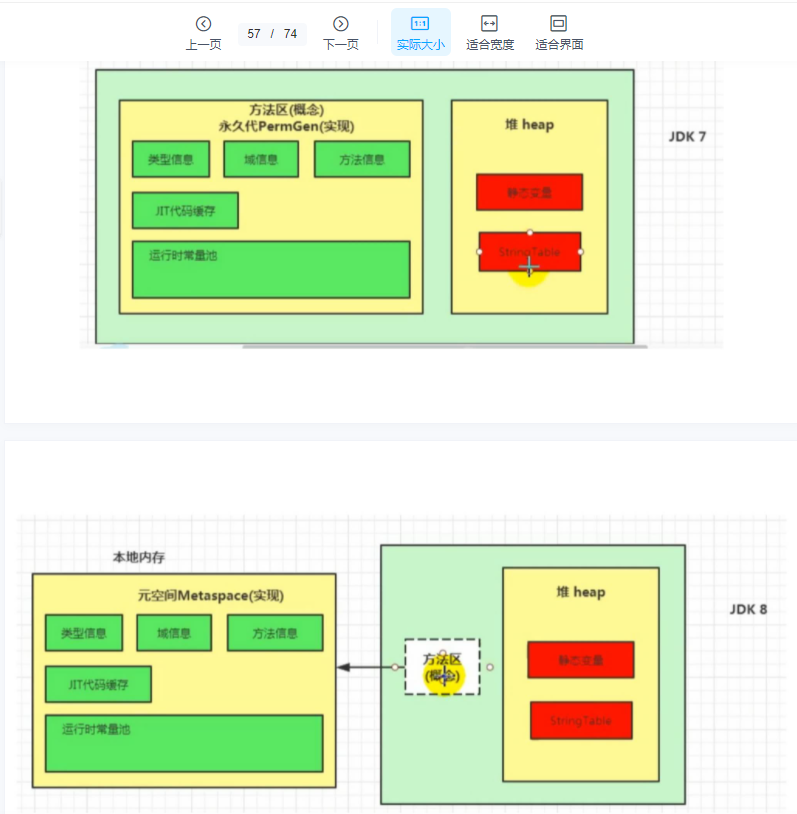 上一页
57 / 74
下一页
1:1
实际大小
适合宽度
适合界面
方法区(概念)
永久代PermGen(实现)
类型信息
域信息
方法信息
JIT代码缓存
运行时常量池
堆 heap
静态变量
StringTable
JDK 7
本地内存
元空间Metaspace(实现)
类型信息
域信息
方法信息
JIT代码缓存
运行时常量池
方法区
(概念)
堆 heap
静态变量
StringTable
JDK 8